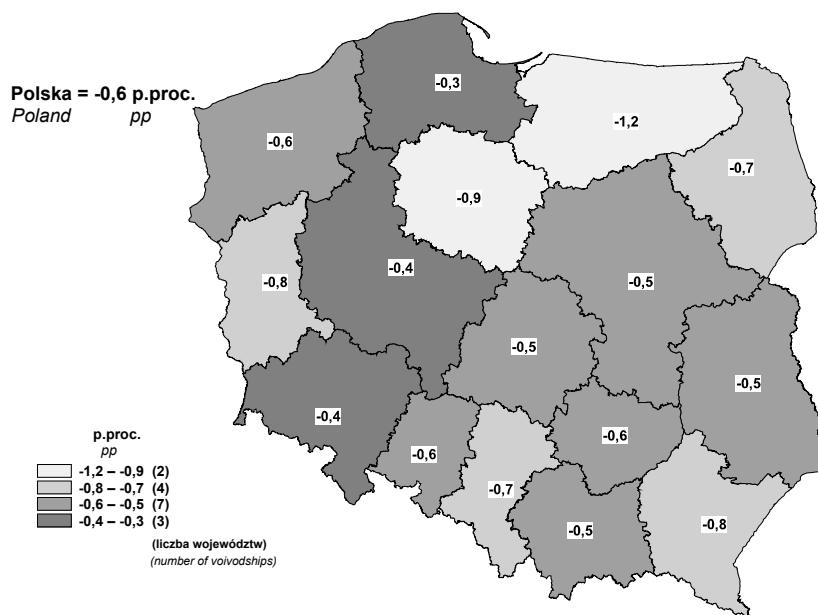 -0,3
Polska = -0,6 p.proc.
Poland pp
-1,2
-0,6
-0,7
-0,9
-0,4
-0,8
-0,5
-0,5
-0,5
-0,4
-0,6
-0,6
p.proc.
pp
-1,2 – -0,9 (2)
-0,8 – -0,7 (4)
-0,6 – -0,5 (7)
-0,4 – -0,3 (3)
-0,7
-0,8
-0,5
(liczba województw)
(number of voivodships)